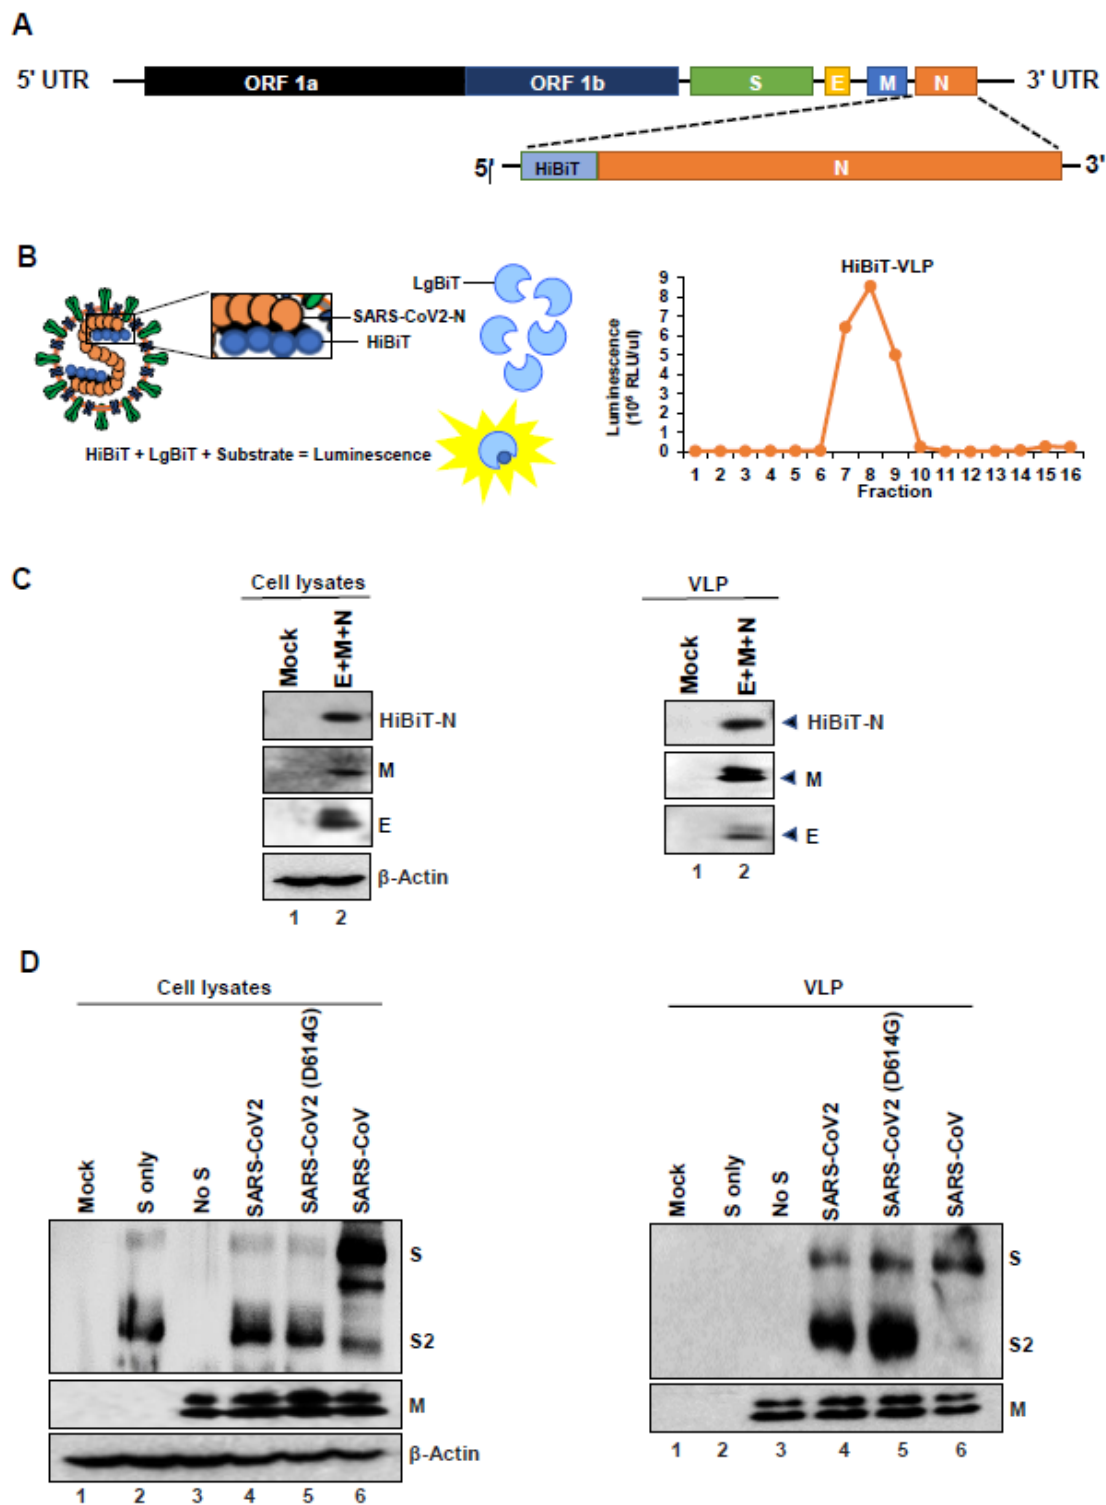 A
5' UTR ORF 1a ORF 1b S E M N 3' UTR
5' HiBiT N 3'
B
LgBiT
SARS-CoV2-N
HiBiT
HiBiT + LgBiT + Substrate = Luminescence
HiBiT-VLP
Luminescence
(10⁶ RLU/ul)
9
8
7
6
5
4
3
2
1
0
1 2 3 4 5 6 7 8 9 10 11 12 13 14 15 16
Fraction
C
Cell lysates
Mock E+M+N
HiBiT-N
M
E
β-Actin
1 2
VLP
Mock E+M+N
HiBiT-N
M
E
1 2
D
Cell lysates
Mock S only No S SARS-CoV2 SARS-CoV2 (D614G) SARS-CoV
S
S2
M
β-Actin
1 2 3 4 5 6
VLP
Mock S only No S SARS-CoV2 SARS-CoV2 (D614G) SARS-CoV
S
S2
M
1 2 3 4 5 6